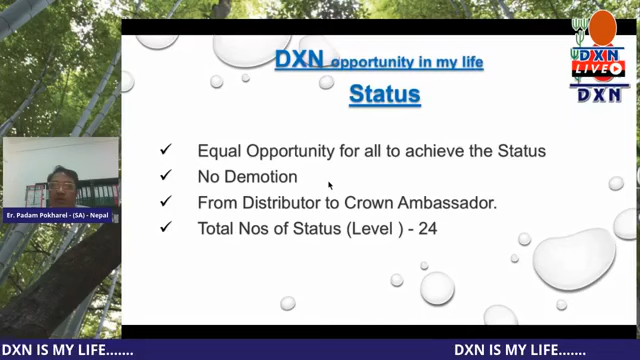 DXN opportunity in my life
Status
✓ Equal Opportunity for all to achieve the Status
✓ No Demotion
✓ From Distributor to Crown Ambassador.
✓ Total Nos of Status (Level ) - 24
DXN
LIVE
DXN
Er. Padam Pokharel - (SA) - Nepal
DXN IS MY LIFE....... DXN IS MY LIFE.......